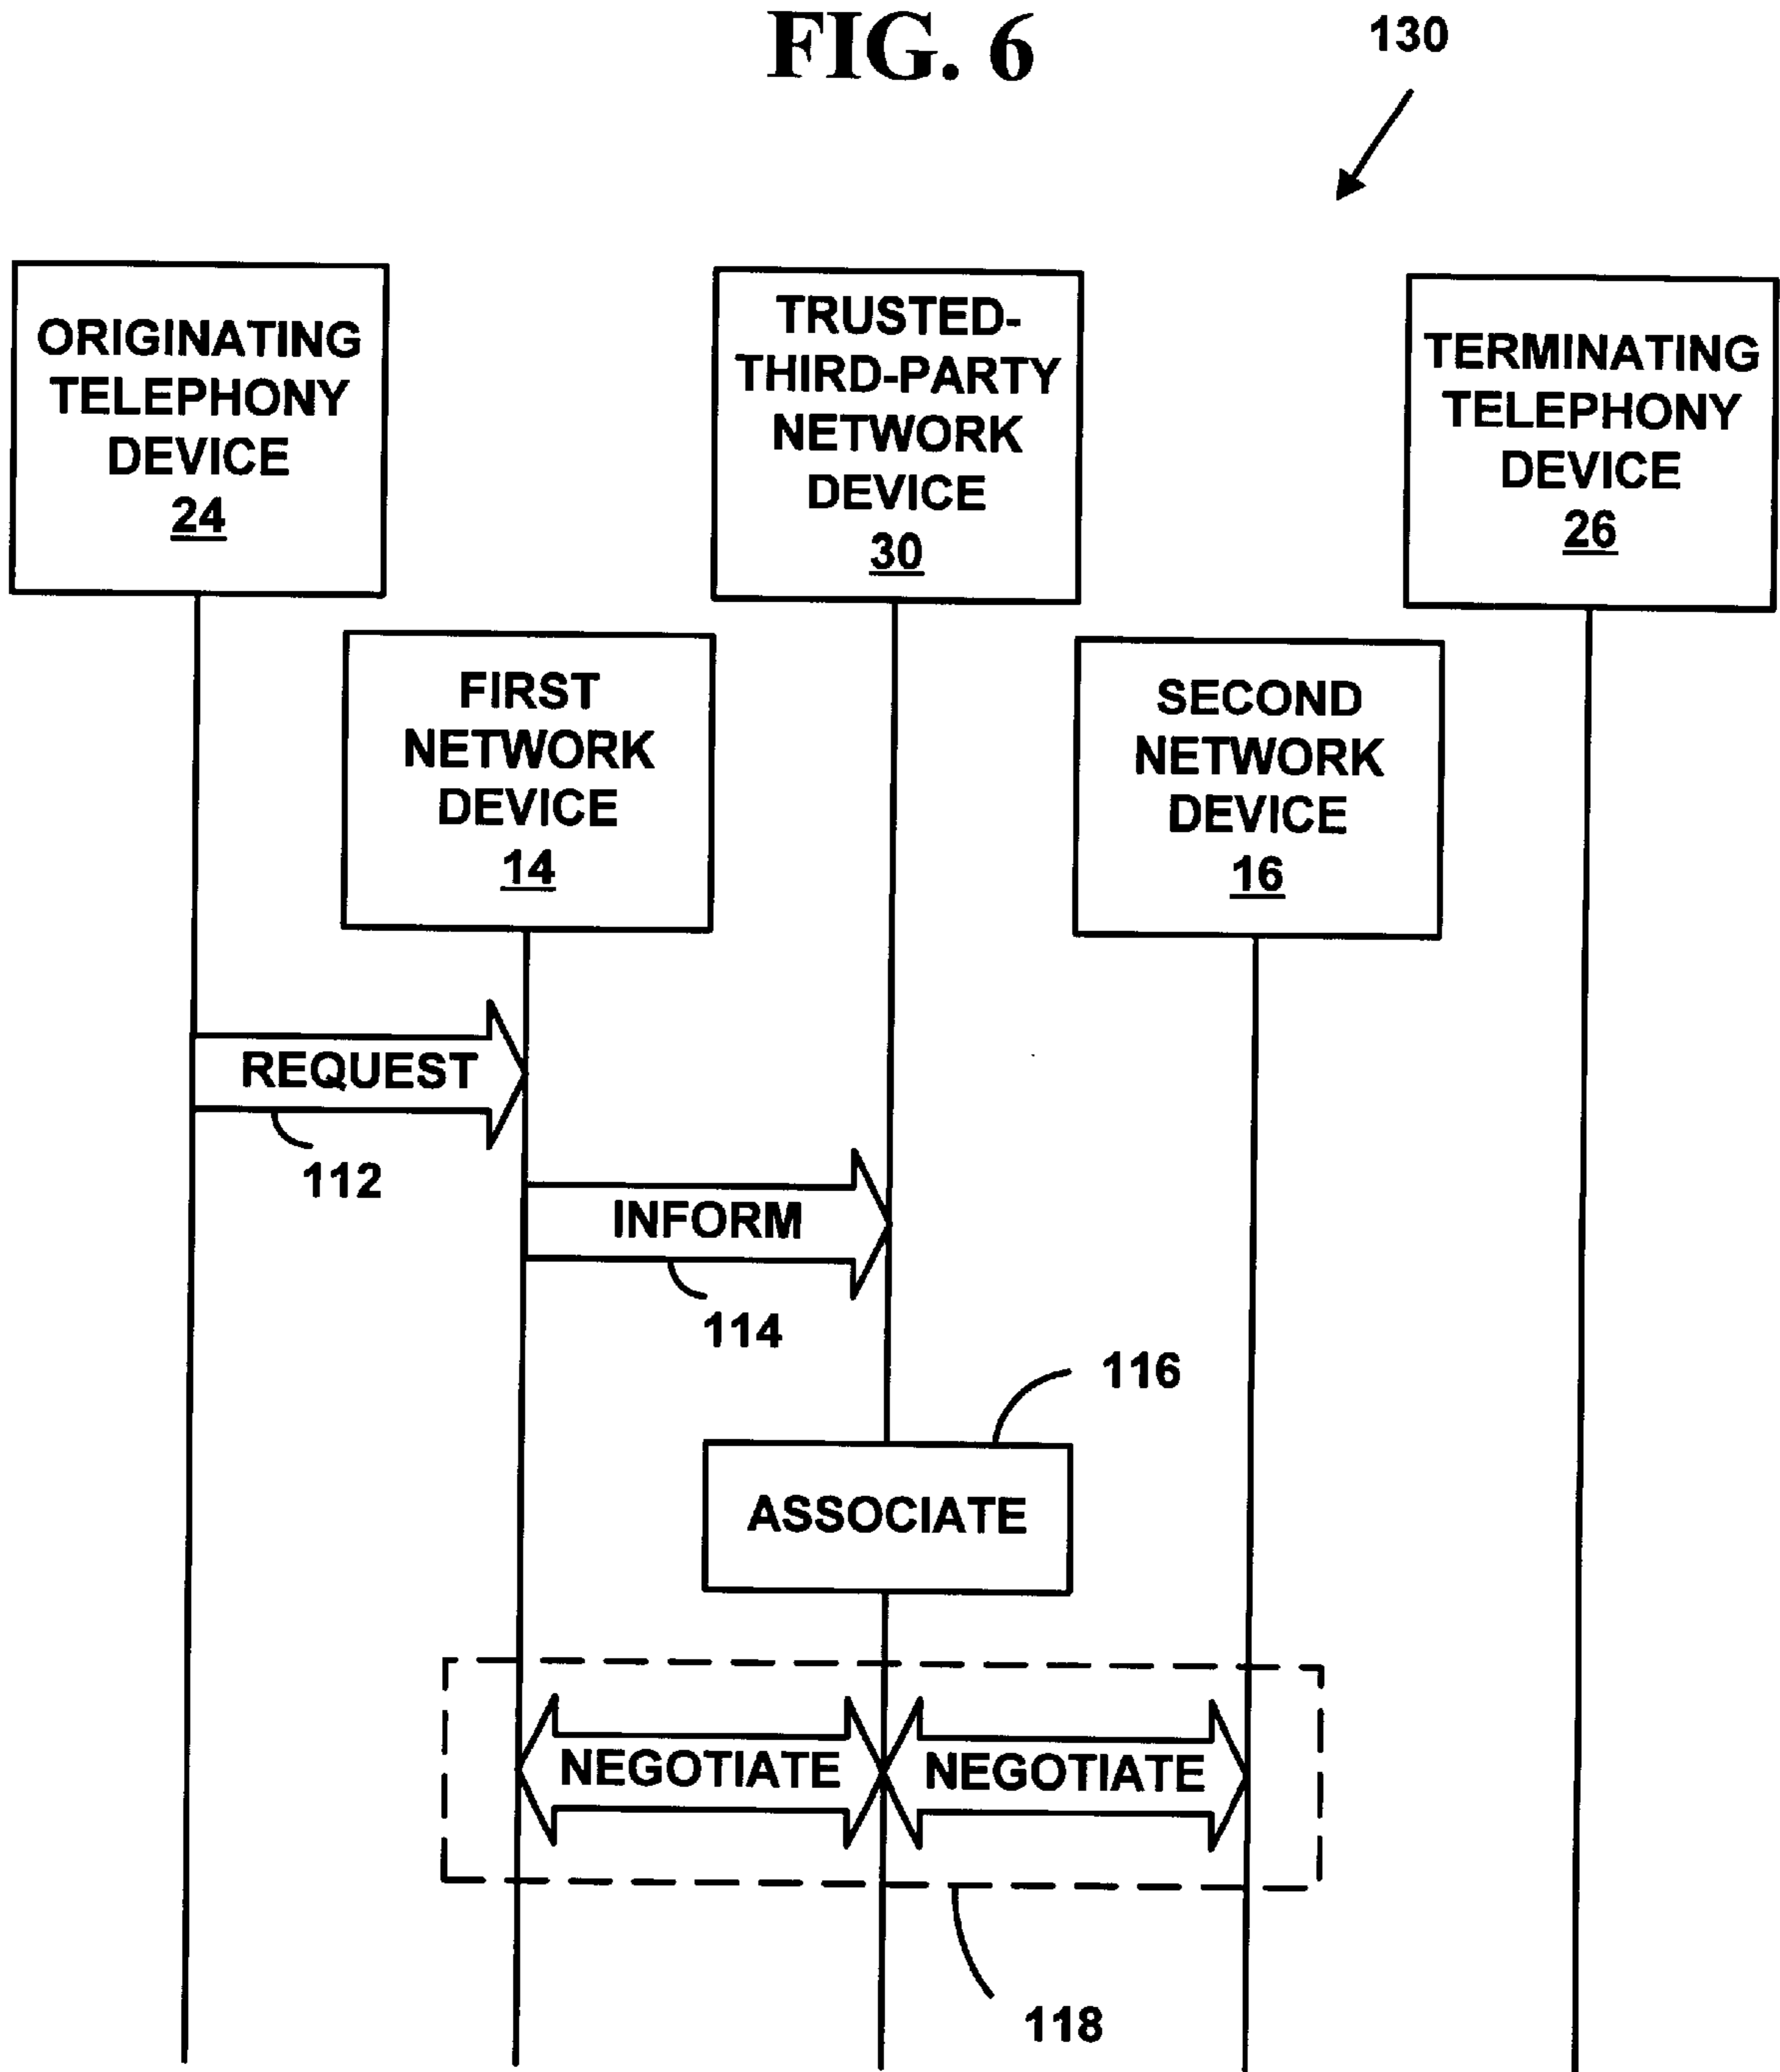 FIG. 6
130
ORIGINATING
TELEPHONY
DEVICE
24
TRUSTED-
THIRD-PARTY
NETWORK
DEVICE
30
TERMINATING
TELEPHONY
DEVICE
26
FIRST
NETWORK
DEVICE
14
SECOND
NETWORK
DEVICE
16
REQUEST
112
INFORM
114
116
ASSOCIATE
NEGOTIATE
NEGOTIATE
118